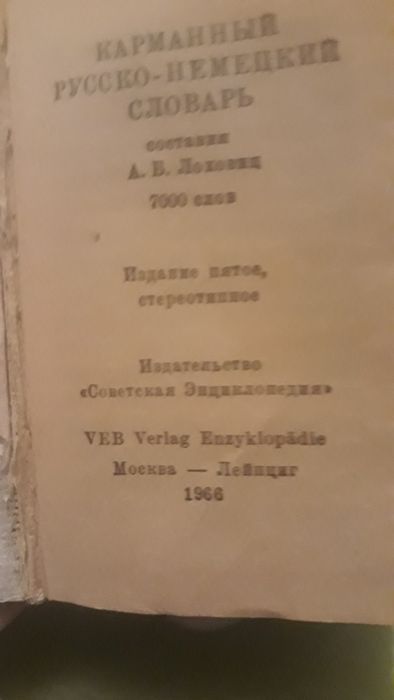 КАРМАННЫЙ
РУССКО-НЕМЕЦКИЙ
СЛОВАРЬ
составил
А. Б. Лоховиц
7000 слов
Издание пятое,
стереотипное
Издательство
«Советская Энциклопедия»
VEB Verlag Enzyklopädie
Москва — Лейпциг
1966